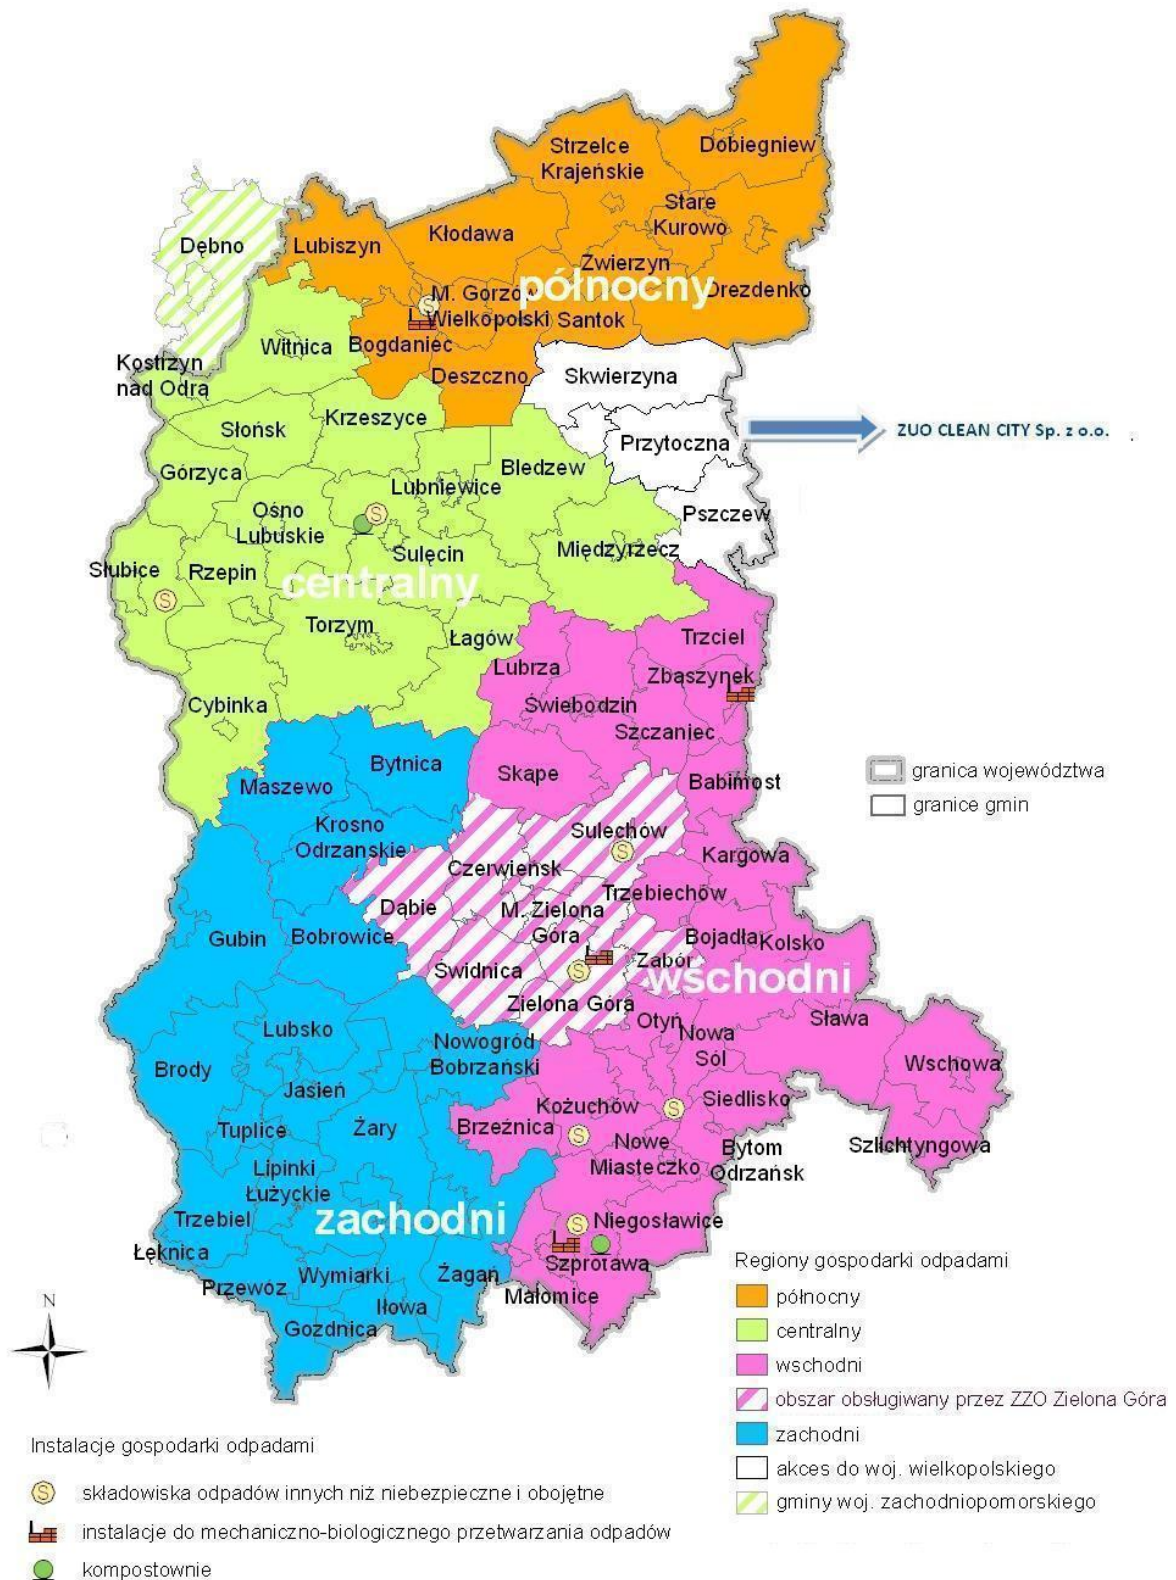 Dobiegniew
Strzelce
Krajeńskie
Stare
Kurowo
Kłodawa
Lubiszyn
Dębno
Zwierzyn
północny
Drezdenko
M. Gorzów
Wielkopolski
Santok
Bogdaniec
Witnica
Kostrzyn
nad Odrą
Deszczno
Skwierzyna
Krzeszyce
Słońsk
Przytoczna
ZUO CLEAN CITY Sp. z o.o.
Górzyca
Bledzew
Lubniewice
Ośno
Lubuskie
S
Pszczew
Sulęcin
Międzyrzecz
Słubice
Rzepin
centralny
S
Torzym
Łagów
Trzciel
Lubrza
Zbąszynek
Cybinka
Świebodzin
Szczaniec
Bytnica
Skąpe
Babimost
Maszewo
granica województwa
granice gmin
Krosno
Odrzanskie
Sulechów
S
Kargowa
Czerwieńsk
Trzebiechów
Dąbie
M. Zielona
Góra
Gubin
Bobrowice
Bojadła
Kolsko
Zabór
Świdnica
S
wschodni
Zielona Góra
Otyń
Nowa
Sól
Sława
Lubsko
Nowogród
Bobrzański
Wschowa
Brody
Jasień
Siedlisko
Kożuchów
S
Brzeźnica
S
Tuplice
Żary
Nowe
Miasteczko
Bytom
Odrzańsk
Szlichtyngowa
Lipinki
Łużyckie
zachodni
Trzebiel
S
Niegosławice
Łęknica
Szprotawa
Przewóz
Wymiarki
Żagań
Małomice
Iłowa
Gozdnica
N
Regiony gospodarki odpadami
północny
centralny
wschodni
obszar obsługiwany przez ZZO Zielona Góra
zachodni
akces do woj. wielkopolskiego
gminy woj. zachodniopomorskiego
Instalacje gospodarki odpadami
S składowiska odpadów innych niż niebezpieczne i obojętne
instalacje do mechaniczno-biologicznego przetwarzania odpadów
kompostownie